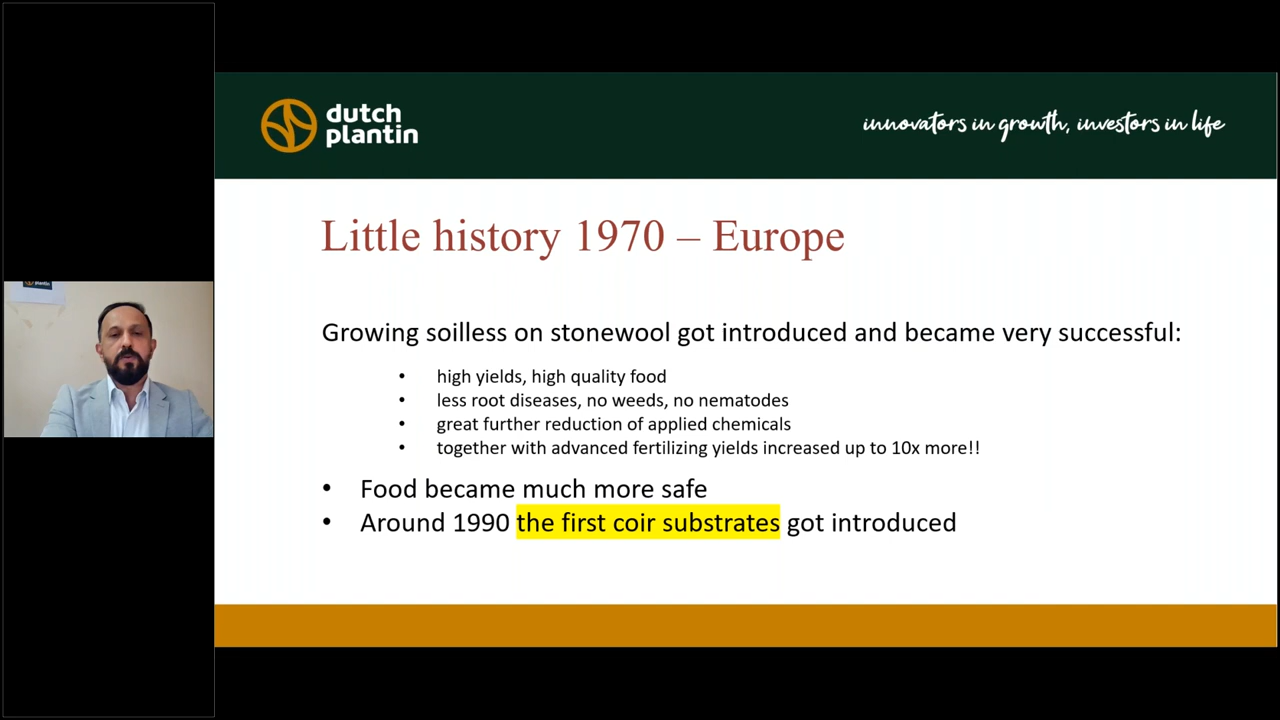 dutch
plantin
innovators in growth, investors in life
Little history 1970 – Europe
Growing soilless on stonewool got introduced and became very successful:
• high yields, high quality food
• less root diseases, no weeds, no nematodes
• great further reduction of applied chemicals
• together with advanced fertilizing yields increased up to 10x more!!
• Food became much more safe
• Around 1990 the first coir substrates got introduced
plantin